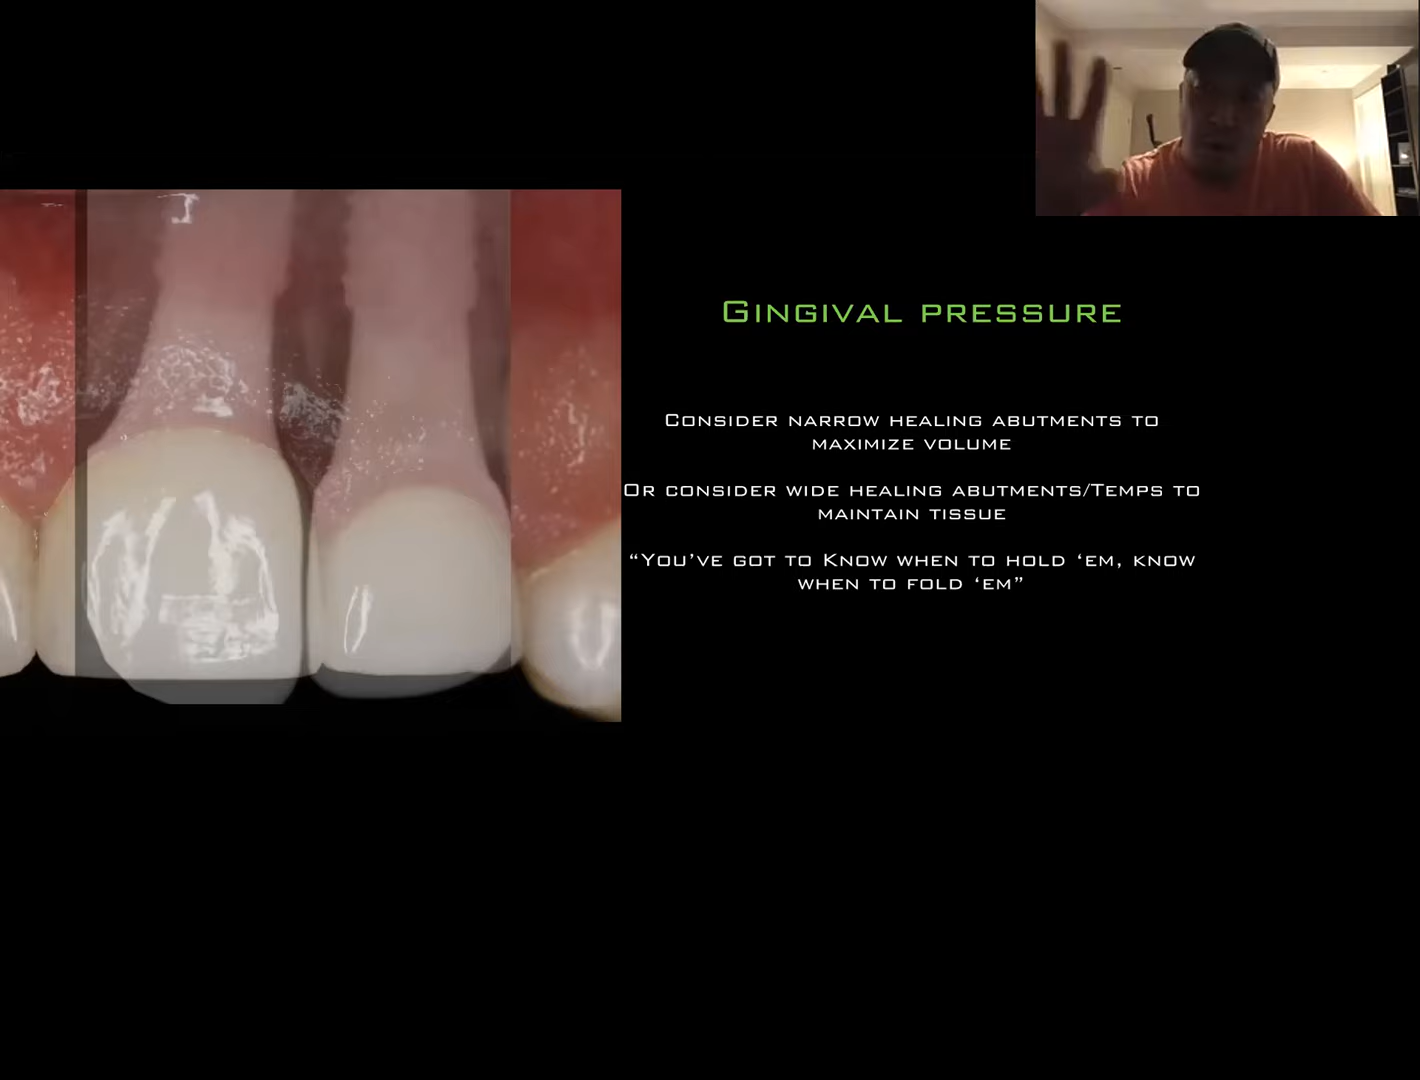 Gingival pressure
Consider narrow healing abutments to
maximize volume
Or consider wide healing abutments/Temps to
maintain tissue
“You’ve got to Know when to hold ‘em, know
when to fold ‘em”